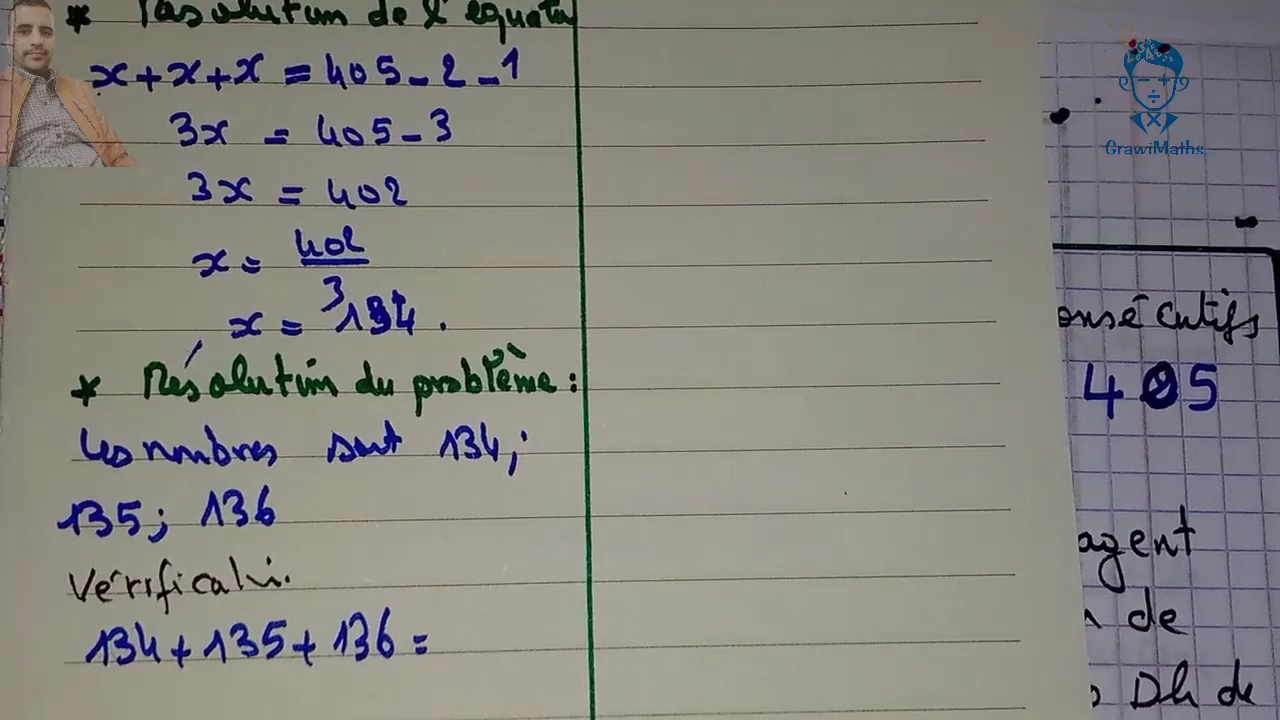 * Résolution de l'équation
x+x+x = 405-2-1
3x = 405-3
3x = 402
x = 402/3
x = 134.
* Résolution du problème:
Les nombres sont 134;
135; 136
Vérification.
134+135+136=
GrawiMaths
onsécutifs
405
agent
de
Dh de